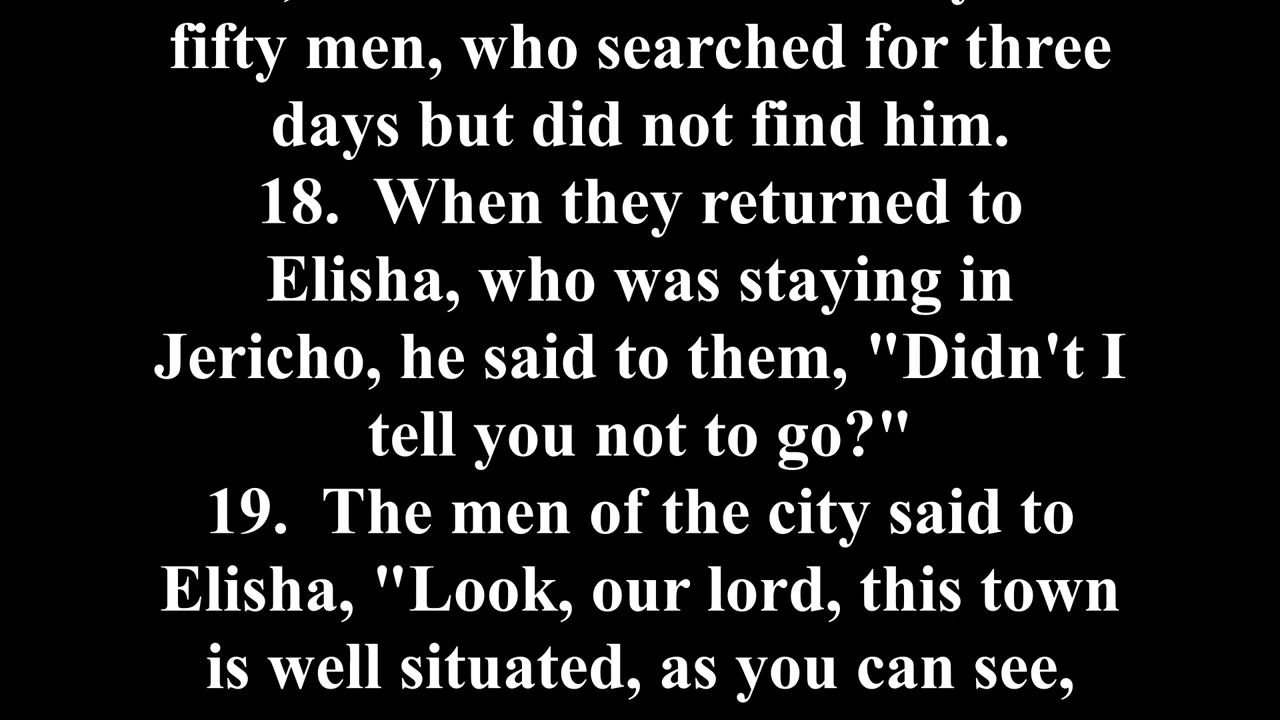 fifty men, who searched for three
days but did not find him.
18. When they returned to
Elisha, who was staying in
Jericho, he said to them, "Didn't I
tell you not to go?"
19. The men of the city said to
Elisha, "Look, our lord, this town
is well situated, as you can see,